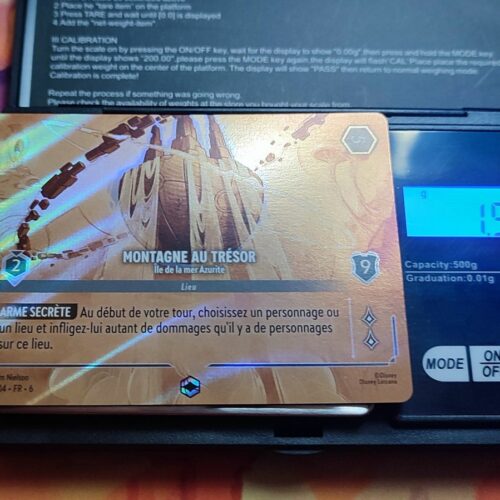 2 Place he "tare item" on the platform
3 Press TARE and wait until [0.0] is displayed
4 Add the "net-weight-item"
III CALIBRATION
Turn the scale on by pressing the ON/OFF key, wait for the display to show "0.00g",then press and hold the MODE key
until the display shows "200.00",please press the MODE key again,the display will flash CAL Place place the required
calibration weight on the center of the platform. The display will show "PASS" then return to normal weighing mode.
Calibration is complete!
Repeat the process if something was going wrong.
Please check the availability of weights at the store you bought your scale from
2
MONTAGNE AU TRÉSOR
Île de la mer Azurite
9
Lieu
ARME SECRÈTE Au début de votre tour, choisissez un personnage ou
un lieu et infligez-lui autant de dommages qu'il y a de personnages
sur ce lieu.
m Nielson
04 • FR • 6
©Disney
Disney Lorcana
g
Capacity:500g
Graduation:0.01g
MODE
ON
OF